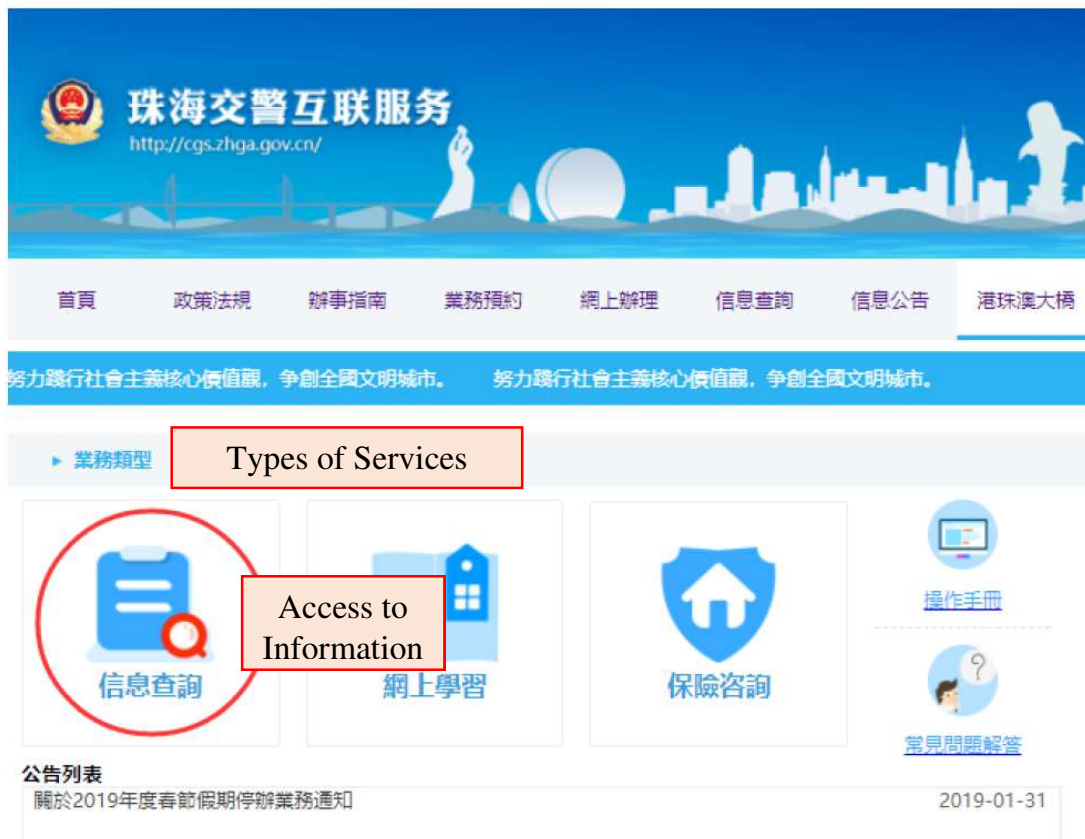 珠海交警互联服务
http://cgs.zhga.gov.cn/
首頁 政策法規 辦事指南 業務預約 網上辦理 信息查詢 信息公告 港珠澳大橋
努力踐行社會主義核心價值觀，争創全國文明城市。 努力踐行社會主義核心價值觀，争創全國文明城市。
業務類型 Types of Services
Access to
Information
信息查詢 網上學習 保險咨詢
操作手冊
?
常見問題解答
公告列表
關於2019年度春節假期停辦業務通知 2019-01-31